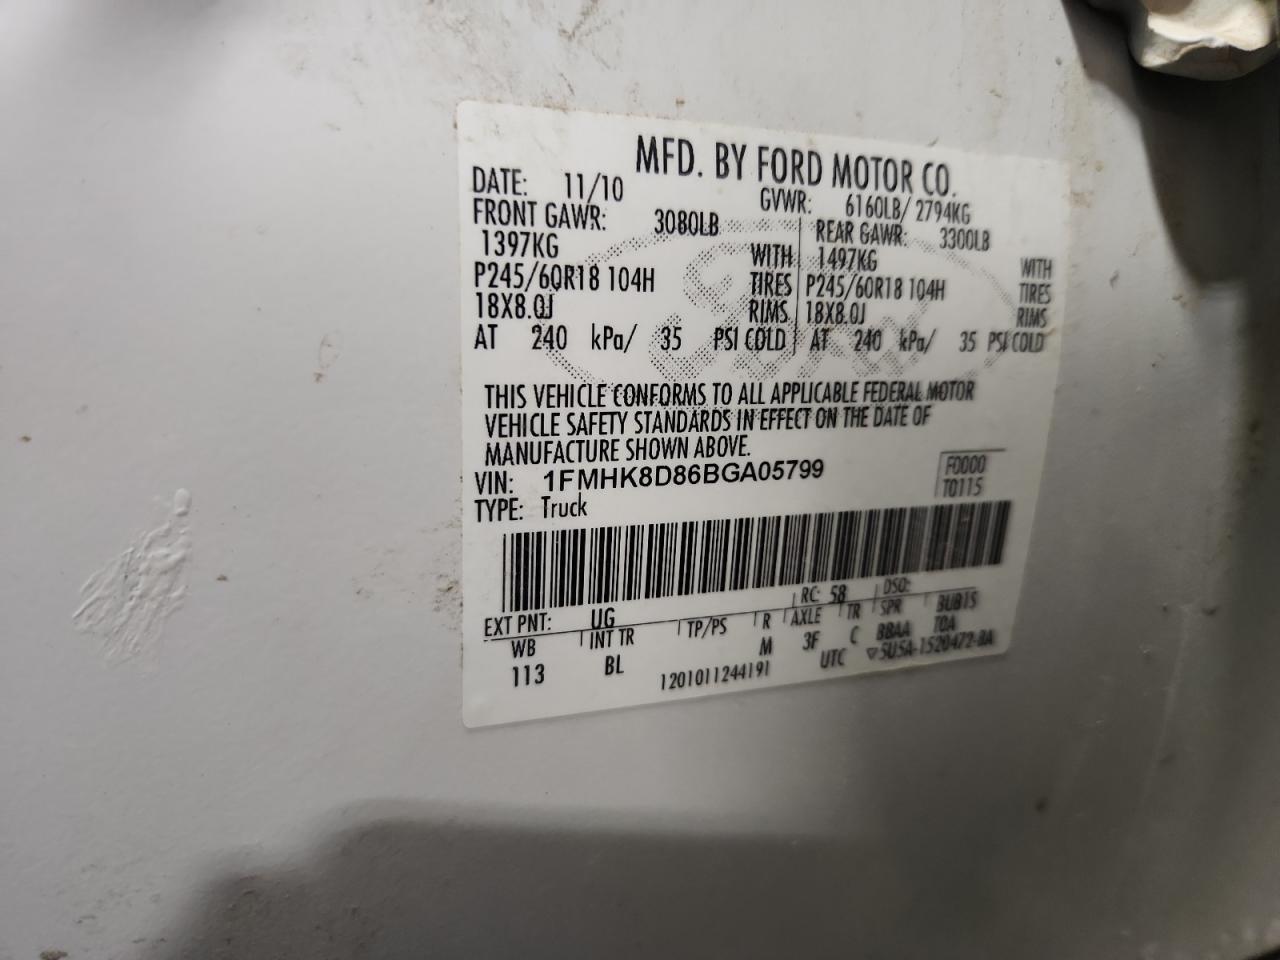 MFD. BY FORD MOTOR CO.
DATE: 11/10 GVWR: 6160LB/ 2794KG
FRONT GAWR: 3080LB REAR GAWR: 3300LB
1397KG WITH 1497KG WITH
P245/60R18 104H TIRES P245/60R18 104H TIRES
18X8.0J RIMS 18X8.0J RIMS
AT 240 kPa/ 35 PSI COLD AT 240 kPa/ 35 PSI COLD
THIS VEHICLE CONFORMS TO ALL APPLICABLE FEDERAL MOTOR
VEHICLE SAFETY STANDARDS IN EFFECT ON THE DATE OF
MANUFACTURE SHOWN ABOVE.
VIN: 1FMHK8D86BGA05799 F0000
TYPE: Truck T0115
EXT PNT: UG RC: 58 DSO:
WB INT TR TP/PS R AXLE TR SPR BUB15
113 BL M 3F C BBAA TOA
1201011244191 UTC ▽5U5A-1520472-BA